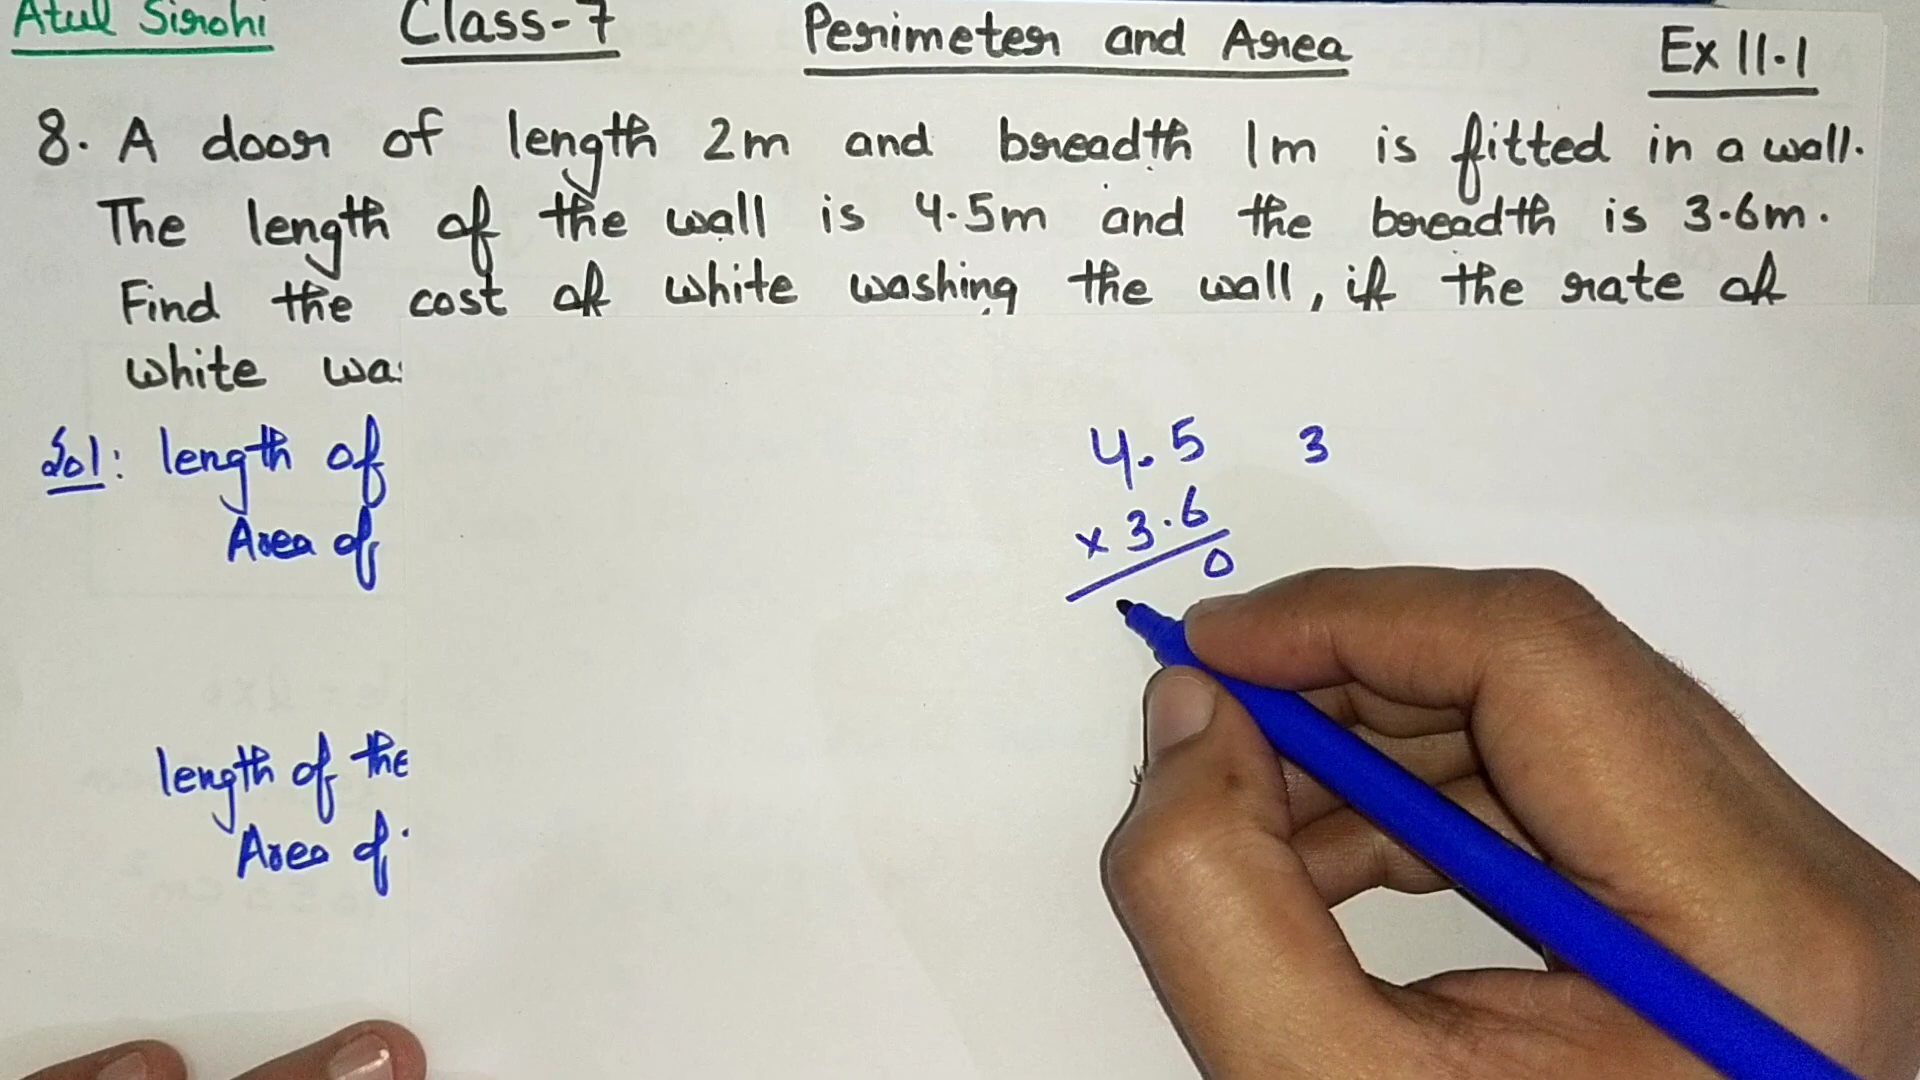 Atul Sirohi Class-7 Perimeter and Area Ex 11.1
8. A door of length 2m and breadth 1m is fitted in a wall.
The length of the wall is 4.5m and the breadth is 3.6m.
Find the cost of white washing the wall, if the rate of
white
Sol: length of
Area of
4.5 3
× 3.6
0
length of the
Area of